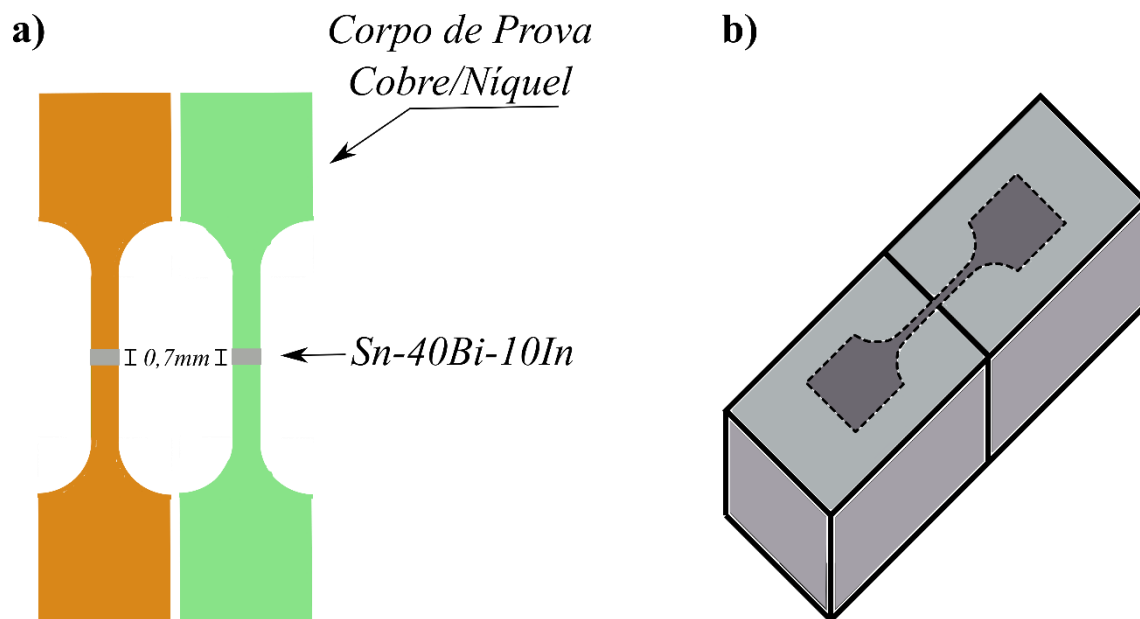 a)
Corpo de Prova
Cobre/Níquel
b)
0,7mm
Sn-40Bi-10In